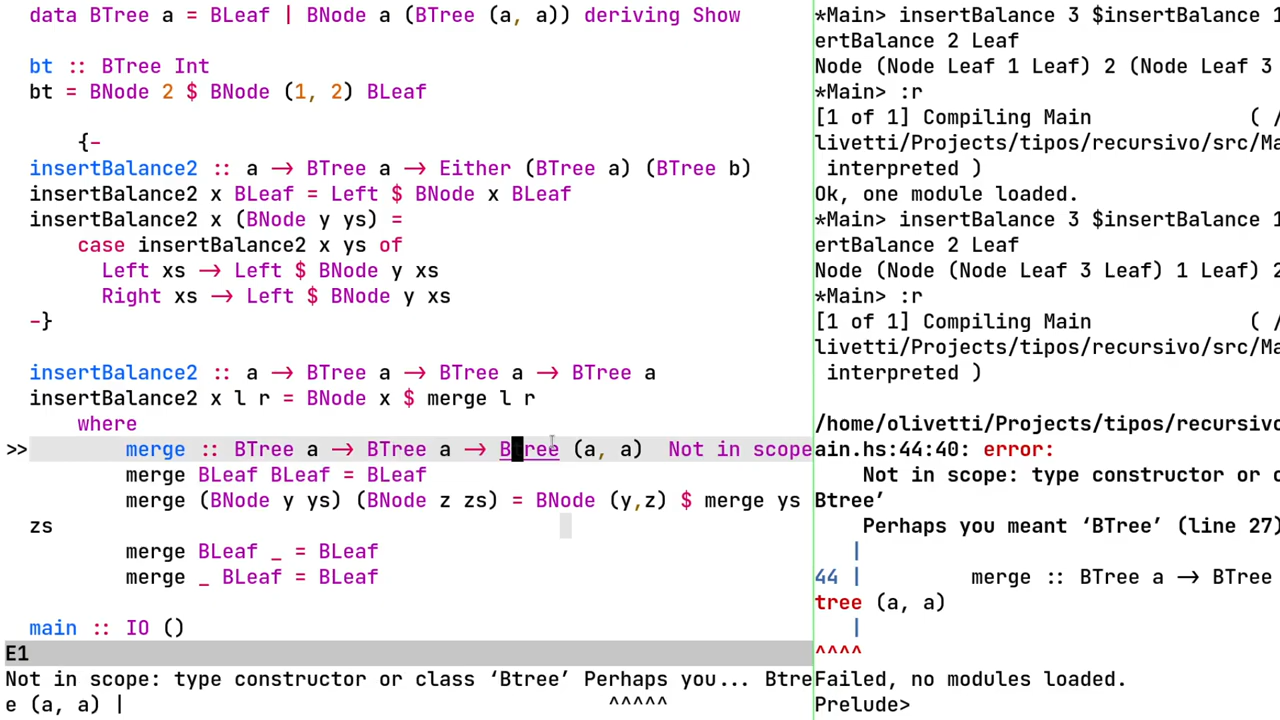 data BTree a = BLeaf | BNode a (BTree (a, a)) deriving Show
bt :: BTree Int
bt = BNode 2 $ BNode (1, 2) BLeaf
{-
insertBalance2 :: a -> BTree a -> Either (BTree a) (BTree b)
insertBalance2 x BLeaf = Left $ BNode x BLeaf
insertBalance2 x (BNode y ys) =
case insertBalance2 x ys of
Left xs -> Left $ BNode y xs
Right xs -> Left $ BNode y xs
-}
insertBalance2 :: a -> BTree a -> BTree a -> BTree a
insertBalance2 x l r = BNode x $ merge l r
where
>> merge :: BTree a -> BTree a -> Btree (a, a) Not in scope
merge BLeaf BLeaf = BLeaf
merge (BNode y ys) (BNode z zs) = BNode (y,z) $ merge ys
zs
merge BLeaf _ = BLeaf
merge _ BLeaf = BLeaf
main :: IO ()
E1
Not in scope: type constructor or class ‘Btree’ Perhaps you... Btre
e (a, a) | ^^^^^
*Main> insertBalance 3 $insertBalance 1
ertBalance 2 Leaf
Node (Node Leaf 1 Leaf) 2 (Node Leaf 3
*Main> :r
[1 of 1] Compiling Main ( /
livetti/Projects/tipos/recursivo/src/Ma
interpreted )
Ok, one module loaded.
*Main> insertBalance 3 $insertBalance 1
ertBalance 2 Leaf
Node (Node (Node Leaf 3 Leaf) 1 Leaf) 2
*Main> :r
[1 of 1] Compiling Main ( /
livetti/Projects/tipos/recursivo/src/Ma
interpreted )
/home/olivetti/Projects/tipos/recursivo
ain.hs:44:40: error:
Not in scope: type constructor or c
Btree’
Perhaps you meant ‘BTree’ (line 27)
|
44 | merge :: BTree a -> BTree
tree (a, a)
|
^^^^
Failed, no modules loaded.
Prelude>